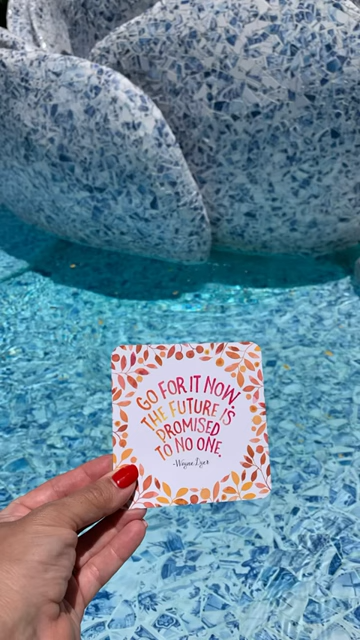 GO FOR IT NOW.
THE FUTURE IS
PROMISED
TO NO ONE.
-Wayne Dyer